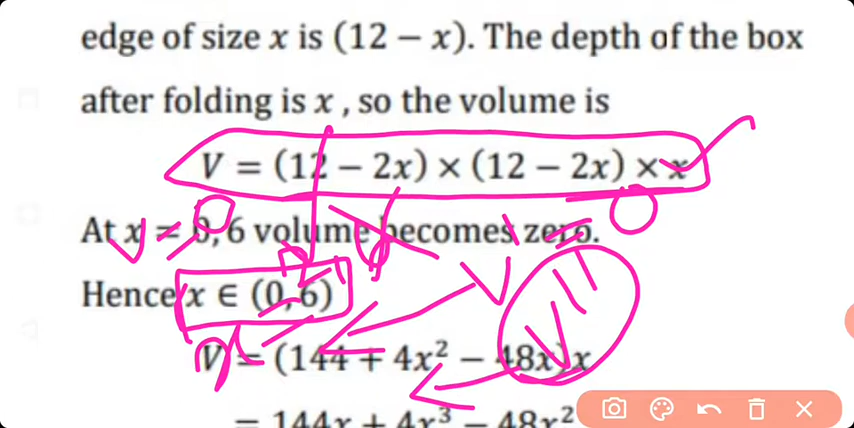 edge of size x is (12 − x). The depth of the box
after folding is x , so the volume is
V = (12 − 2x) × (12 − 2x) × x
At x = 0, 6 volume becomes zero.
Hence x ∈ (0, 6)
V = (144 + 4x² − 48x)x
= 144x + 4x³ − 48x²